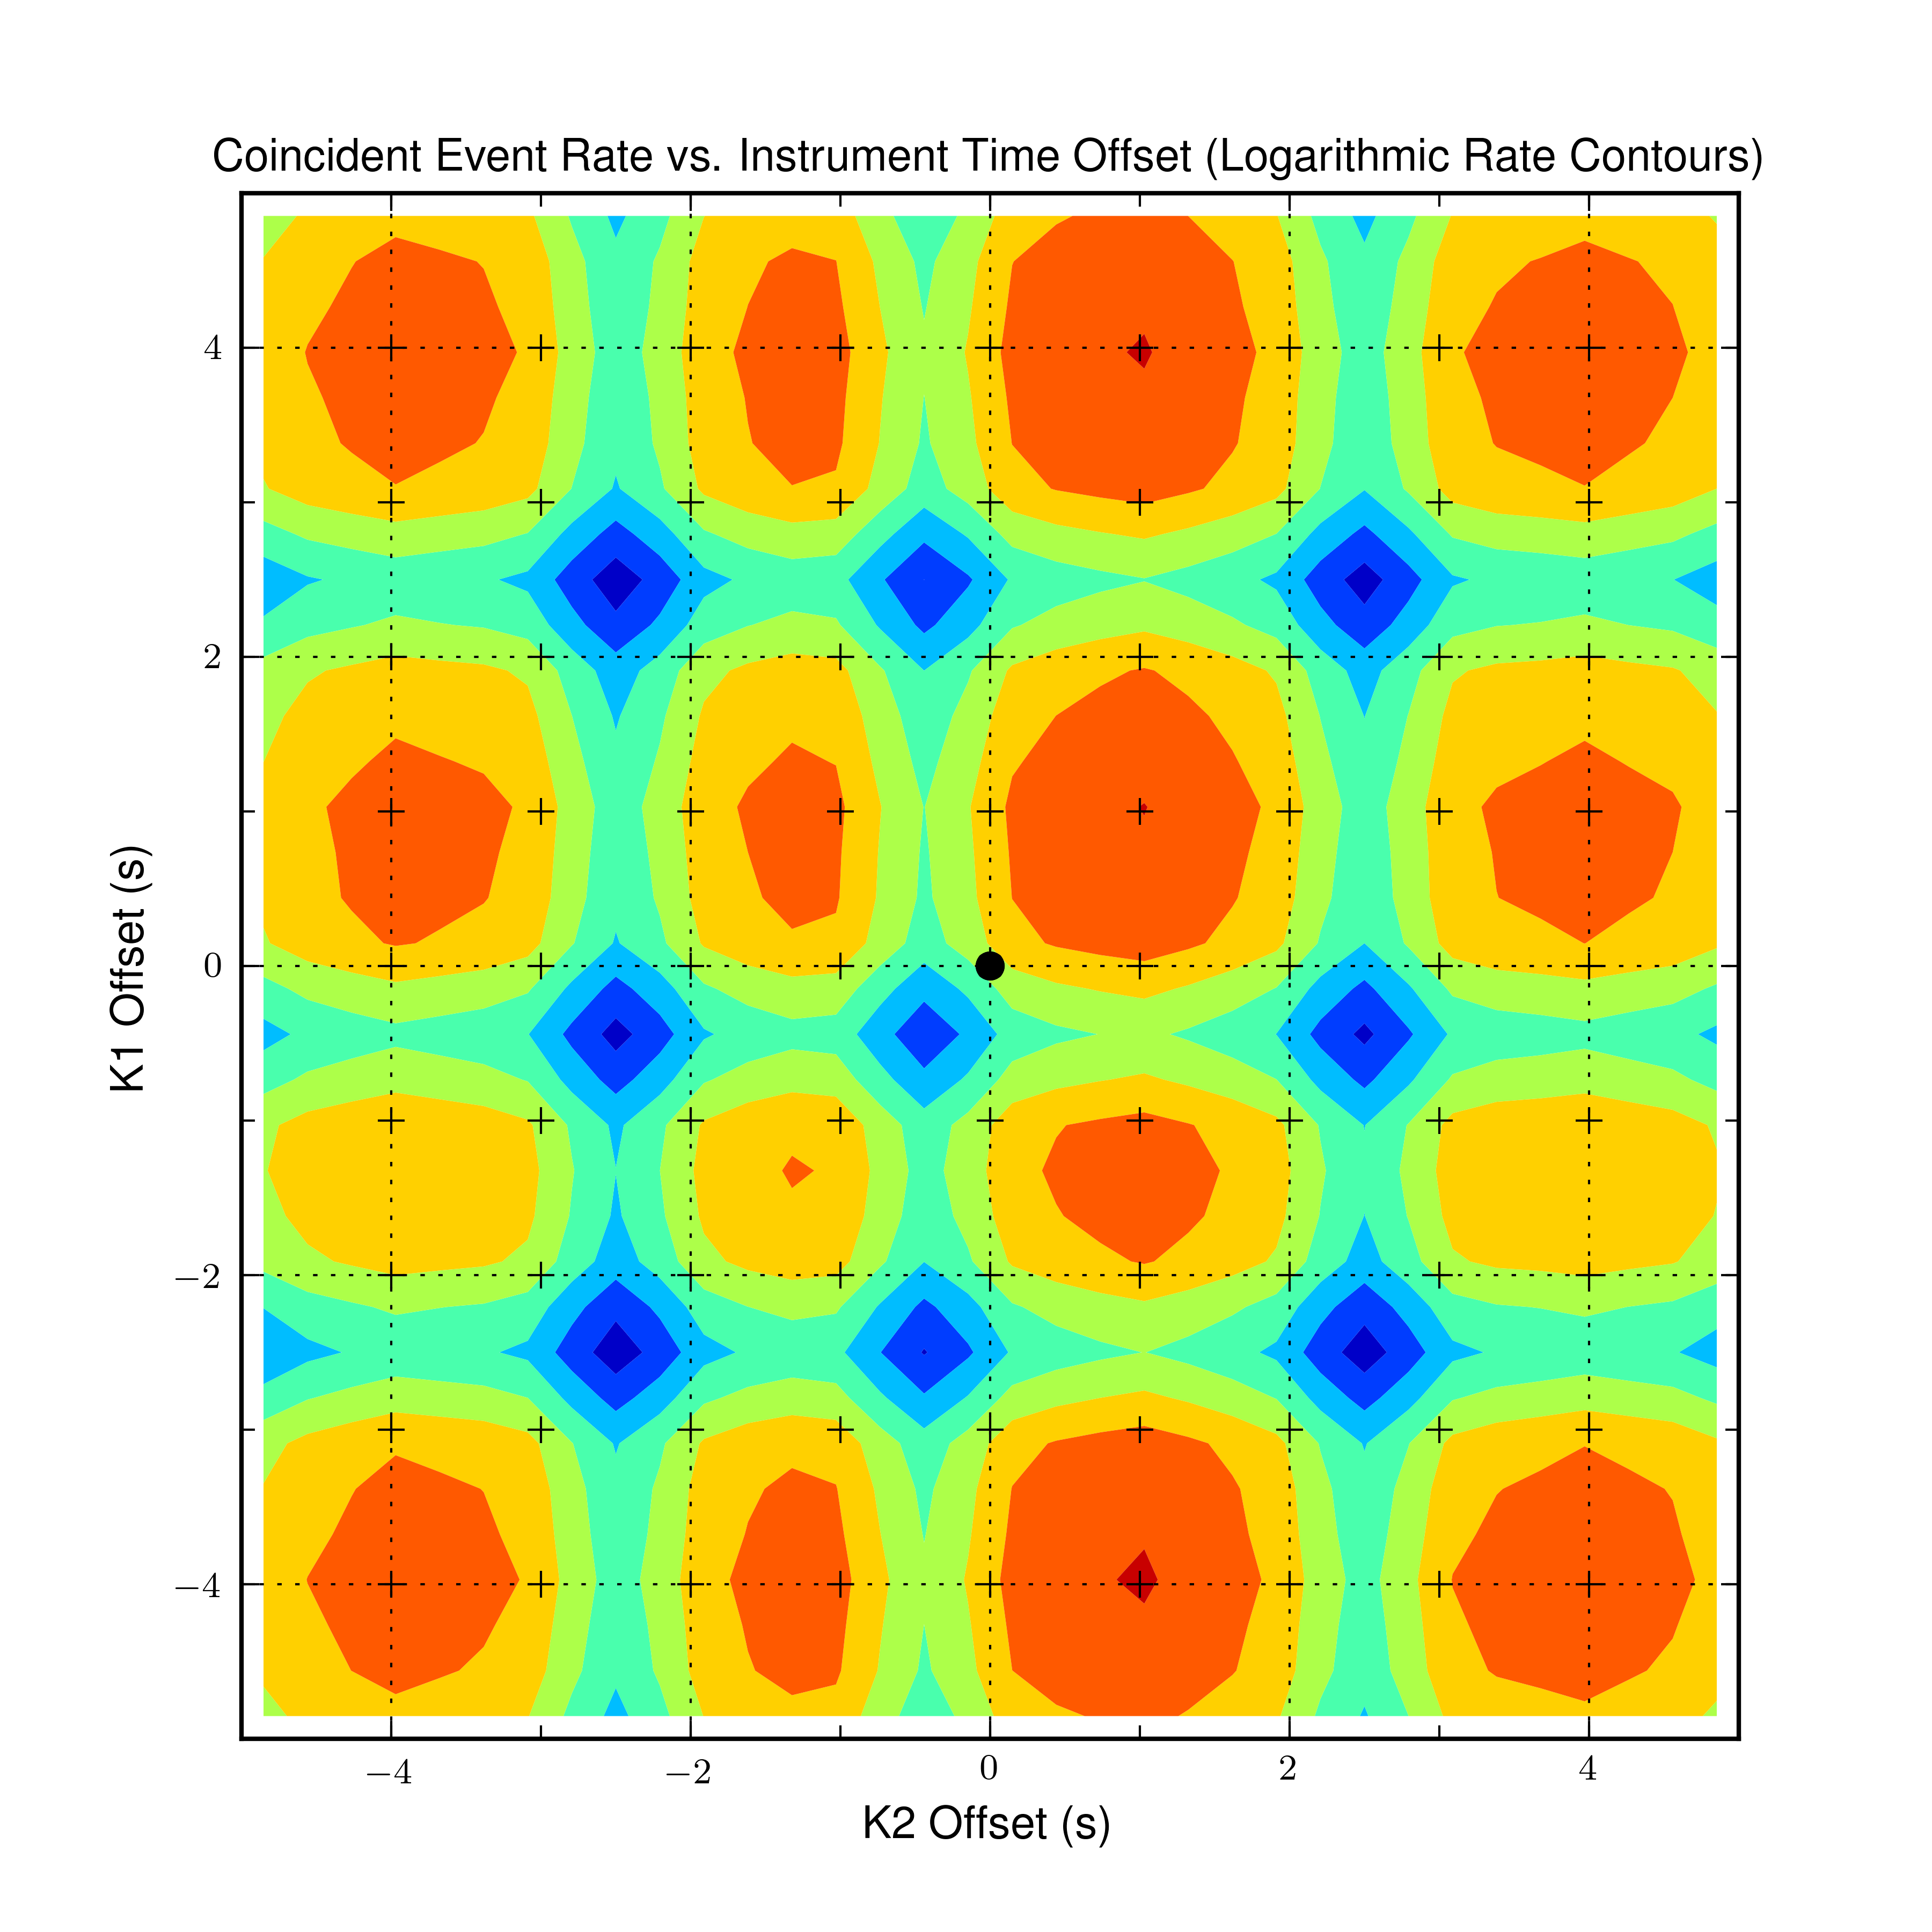 Coincident Event Rate vs. Instrument Time Offset (Logarithmic Rate Contours)
4
2
0
−2
−4
K1 Offset (s)
−4 −2 0 2 4
K2 Offset (s)